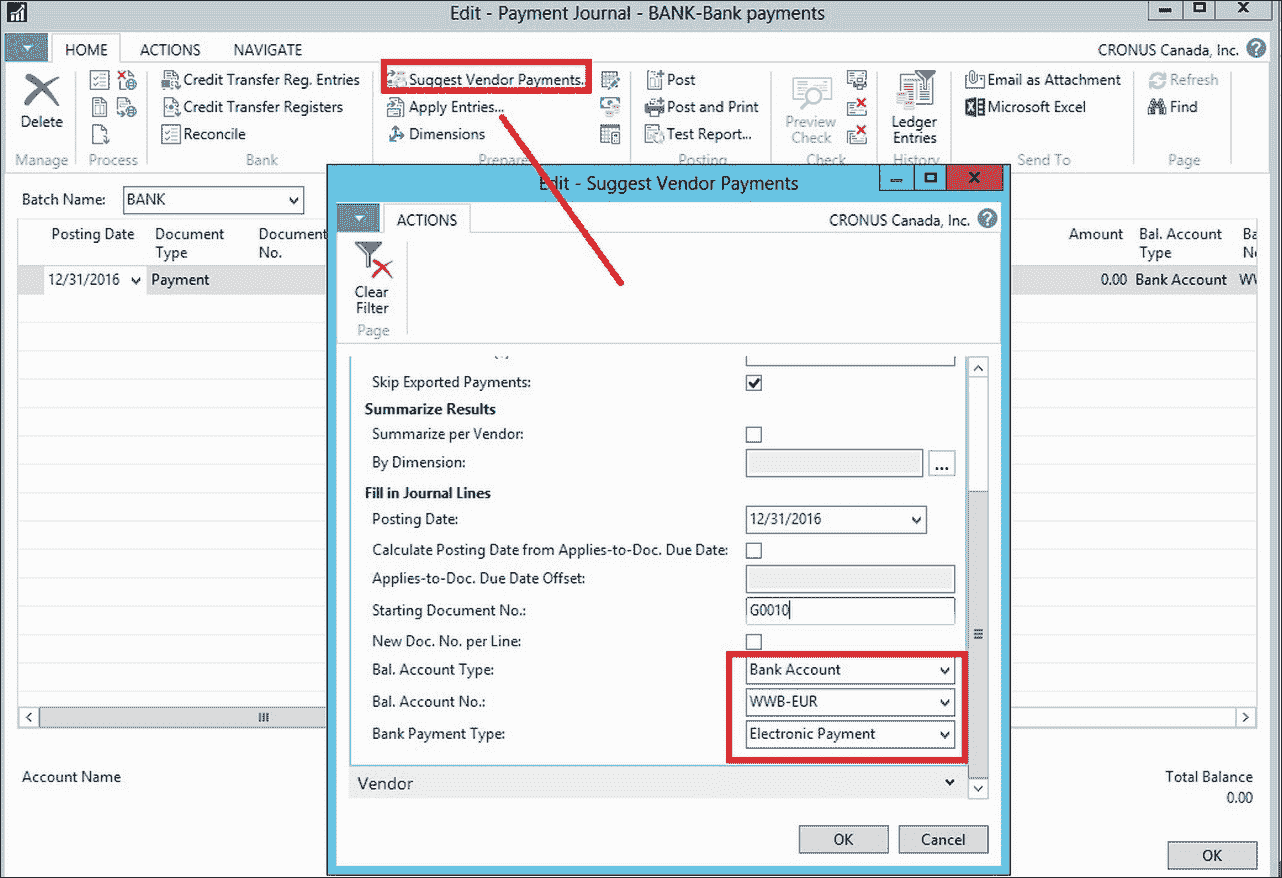 Edit - Payment Journal - BANK-Bank payments
HOME ACTIONS NAVIGATE CRONUS Canada, Inc.
Delete
Manage
Process
Credit Transfer Reg. Entries
Credit Transfer Registers
Reconcile
Bank
Suggest Vendor Payments...
Apply Entries...
Dimensions
Prepare
Post
Post and Print
Test Report...
Posting
Preview
Check
Check
Ledger
Entries
History
Email as Attachment
Microsoft Excel
Send To
Refresh
Find
Page
Batch Name: BANK
Posting Date
Document
Type
Document
No.
Amount
Bal. Account
Type
12/31/2016 Payment 0.00 Bank Account
Edit - Suggest Vendor Payments
ACTIONS CRONUS Canada, Inc.
Clear
Filter
Page
Skip Exported Payments:
Summarize Results
Summarize per Vendor:
By Dimension: ...
Fill in Journal Lines
Posting Date: 12/31/2016
Calculate Posting Date from Applies-to-Doc. Due Date:
Applies-to-Doc. Due Date Offset:
Starting Document No.: G0010
New Doc. No. per Line:
Bal. Account Type: Bank Account
Bal. Account No.: WWB-EUR
Bank Payment Type: Electronic Payment
Vendor
OK Cancel
Account Name
Total Balance
0.00
OK